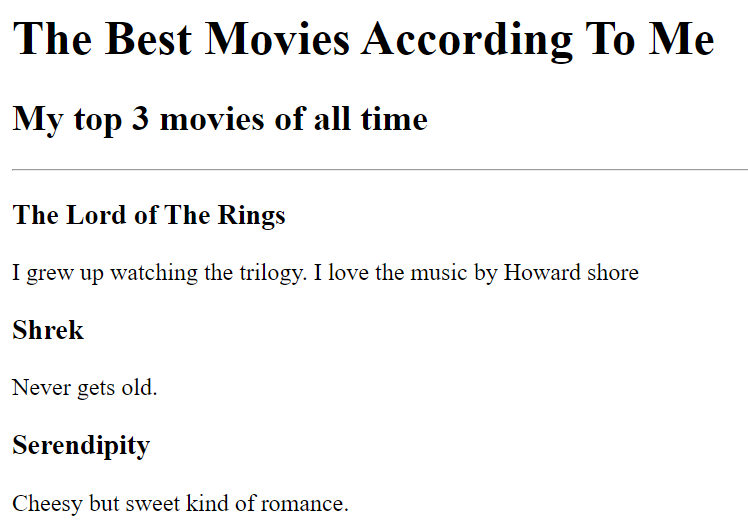 The Best Movies According To Me
My top 3 movies of all time
The Lord of The Rings
I grew up watching the trilogy. I love the music by Howard shore
Shrek
Never gets old.
Serendipity
Cheesy but sweet kind of romance.